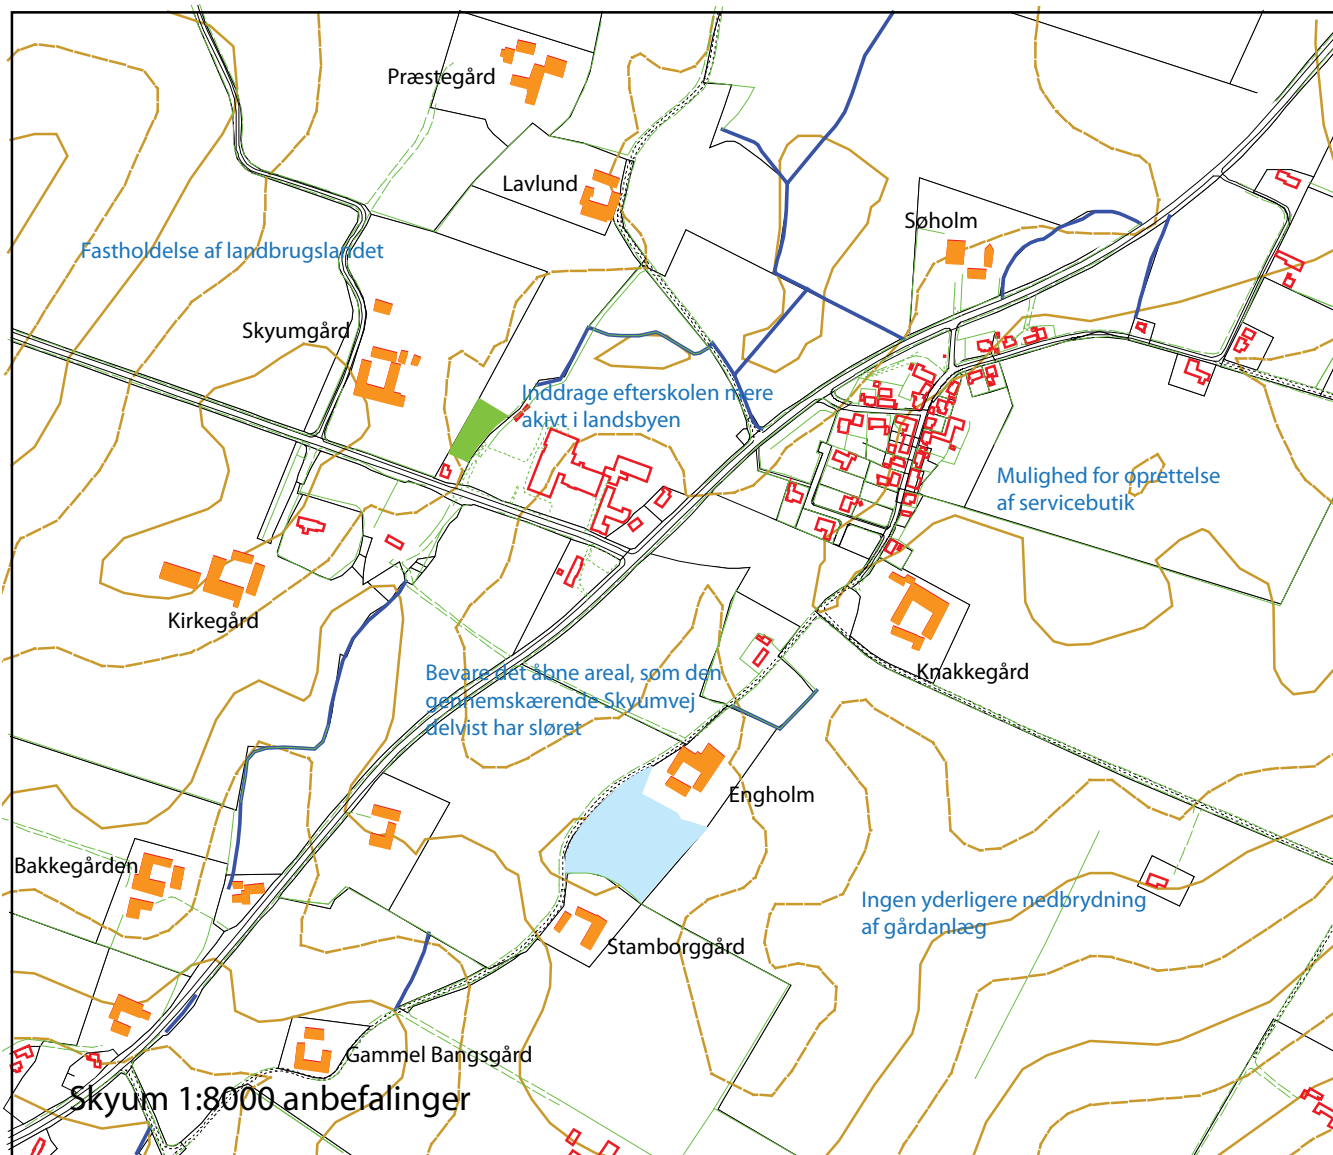 Præstegård
Lavlund
Søholm
Fastholdelse af landbrugslandet
Skyumgård
Inddrage efterskolen mere
akivt i landsbyen
Mulighed for oprettelse
af servicebutik
Kirkegård
Bevare det åbne areal, som den
gennemskærende Skyumvej
delvist har sløret
Knakkegård
Engholm
Bakkegården
Ingen yderligere nedbrydning
af gårdanlæg
Stamborggård
Gammel Bangsgård
Skyum 1:8000 anbefalinger